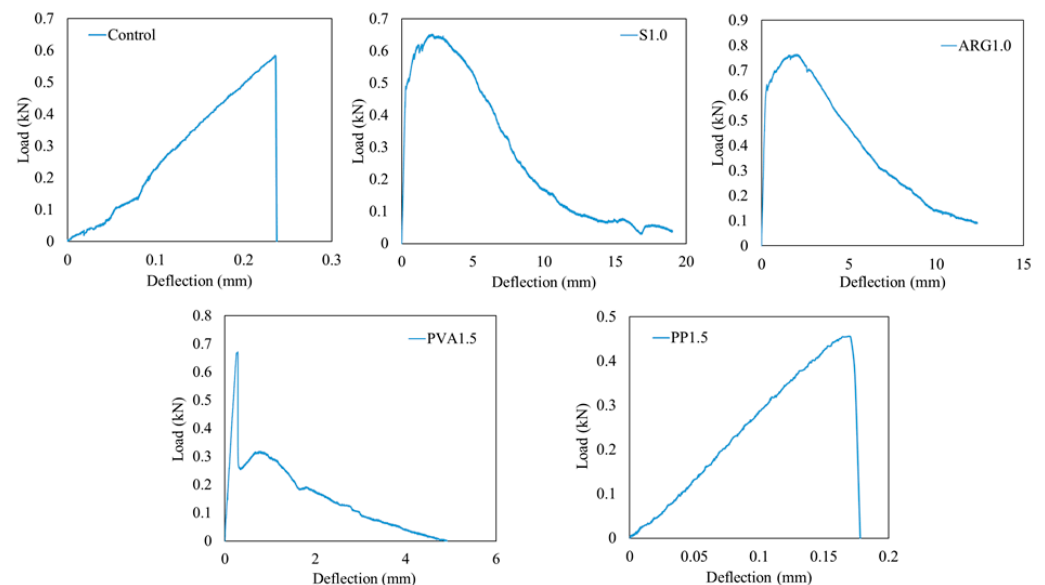 0.7
0.6
0.5
0.4
0.3
0.2
0.1
0
Load (kN)
Control
0 0.1 0.2 0.3
Deflection (mm)
0.7
0.6
0.5
0.4
0.3
0.2
0.1
0
Load (kN)
S1.0
0 5 10 15 20
Deflection (mm)
0.9
0.8
0.7
0.6
0.5
0.4
0.3
0.2
0.1
0
Load (kN)
ARG1.0
0 5 10 15
Deflection (mm)
0.8
0.7
0.6
0.5
0.4
0.3
0.2
0.1
0
Load (kN)
PVA1.5
0 2 4 6
Deflection (mm)
0.5
0.4
0.3
0.2
0.1
0
Load (kN)
PP1.5
0 0.05 0.1 0.15 0.2
Deflection (mm)